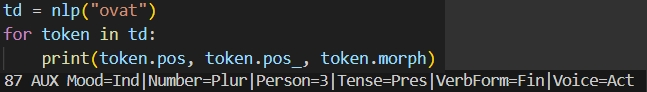 td = nlp("ovat")
for token in td:
    print(token.pos, token.pos_, token.morph)
87 AUX Mood=Ind|Number=Plur|Person=3|Tense=Pres|VerbForm=Fin|Voice=Act